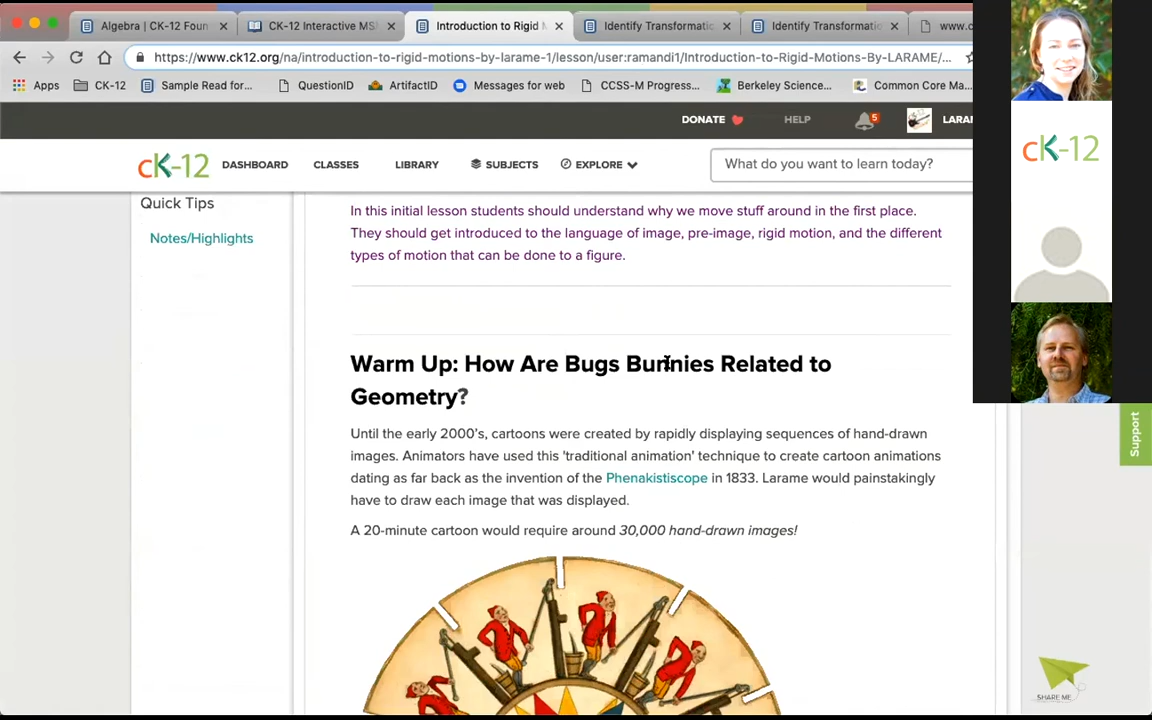 Algebra | CK-12 Foun
CK-12 Interactive MS
Introduction to Rigid
Identify Transformatic
Identify Transformatic
www.c
https://www.ck12.org/na/introduction-to-rigid-motions-by-larame-1/lesson/user:ramandi1/Introduction-to-Rigid-Motions-By-LARAME/...
Apps
CK-12
Sample Read for...
QuestionID
ArtifactID
Messages for web
CCSS-M Progress...
Berkeley Science...
Common Core Ma...
DONATE
HELP
5
LARAM
cK-12
DASHBOARD
CLASSES
LIBRARY
SUBJECTS
EXPLORE
What do you want to learn today?
cK-12
Quick Tips
Notes/Highlights
In this initial lesson students should understand why we move stuff around in the first place.
They should get introduced to the language of image, pre-image, rigid motion, and the different
types of motion that can be done to a figure.
Warm Up: How Are Bugs Bunnies Related to
Geometry?
Until the early 2000's, cartoons were created by rapidly displaying sequences of hand-drawn
images. Animators have used this 'traditional animation' technique to create cartoon animations
dating as far back as the invention of the Phenakistiscope in 1833. Larame would painstakingly
have to draw each image that was displayed.
A 20-minute cartoon would require around 30,000 hand-drawn images!
Support
SHARE ME